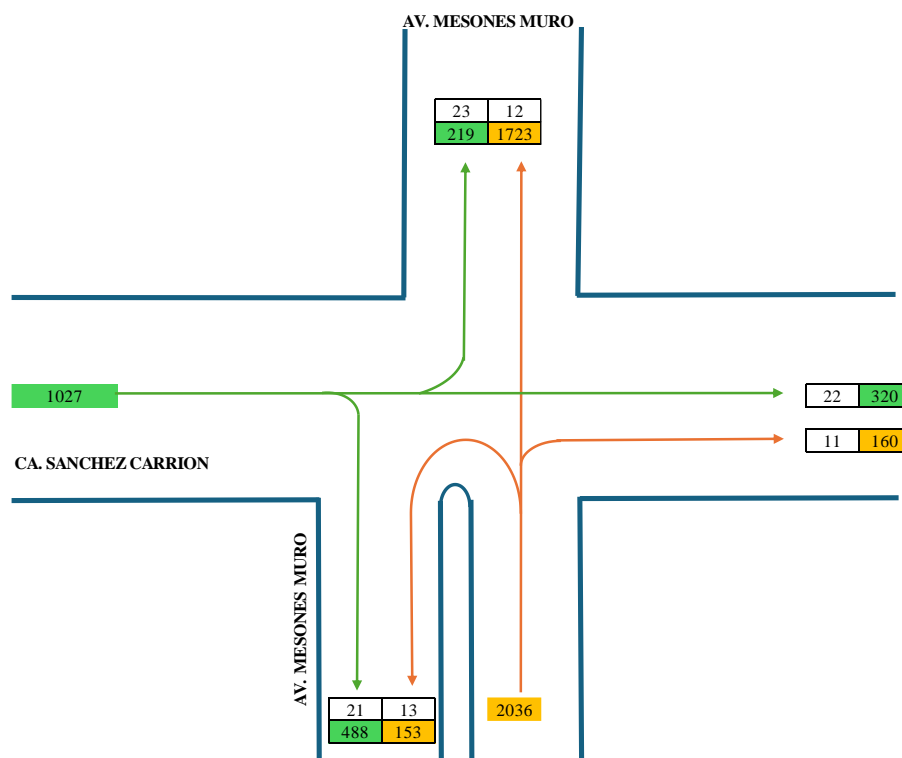 AV. MESONES MURO
23 12
219 1723
1027
22 320
11 160
CA. SANCHEZ CARRION
AV. MESONES MURO
21 13
488 153
2036